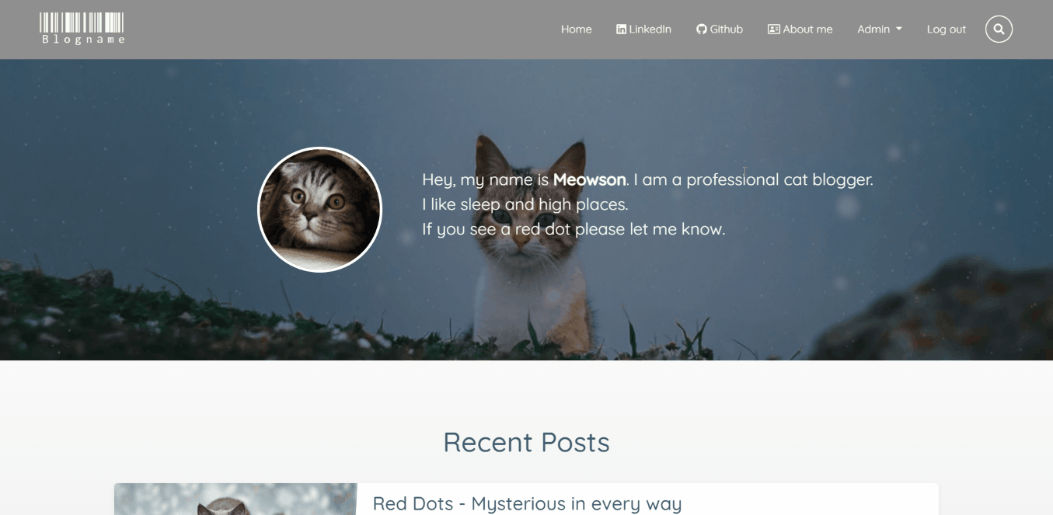 Blogname
Home LinkedIn Github About me Admin Log out
Hey, my name is Meowson. I am a professional cat blogger.
I like sleep and high places.
If you see a red dot please let me know.
Recent Posts
Red Dots - Mysterious in every way